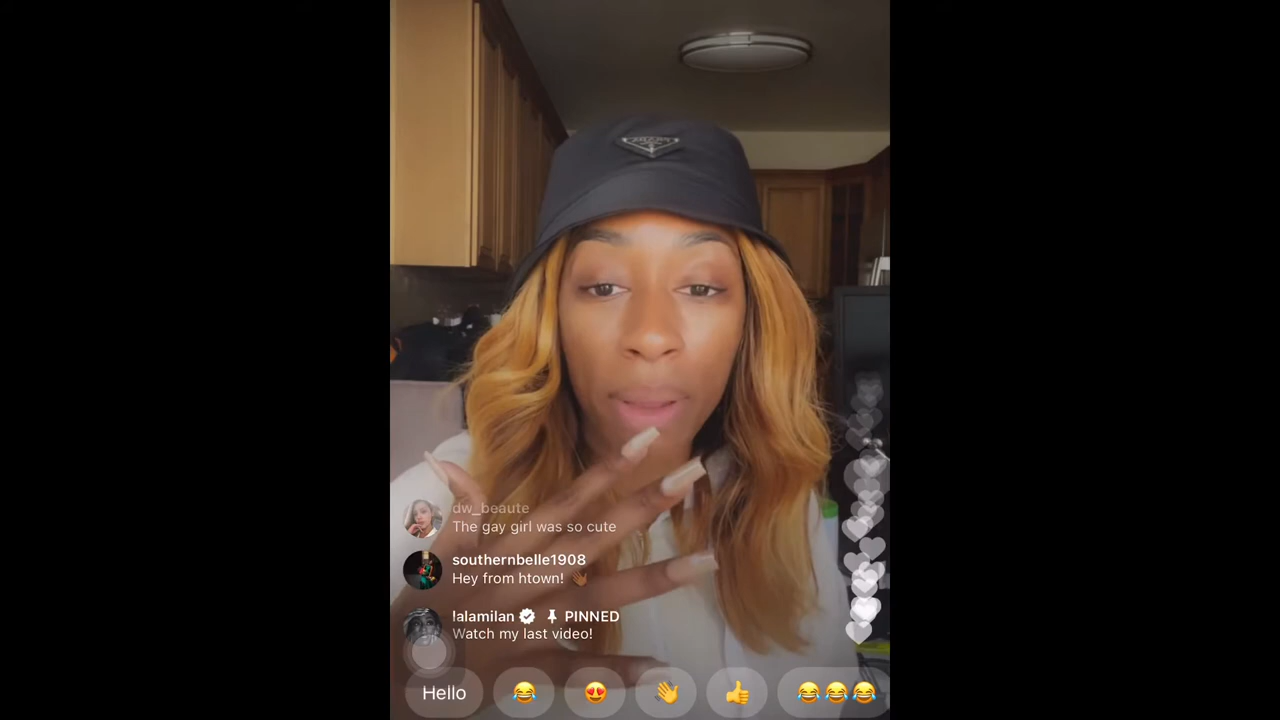 dw_beaute
The gay girl was so cute
southernbelle1908
Hey from htown! 👋🏾
lalamilan PINNED
Watch my last video!
Hello 😂 😍 👋 👍 😂😂😂